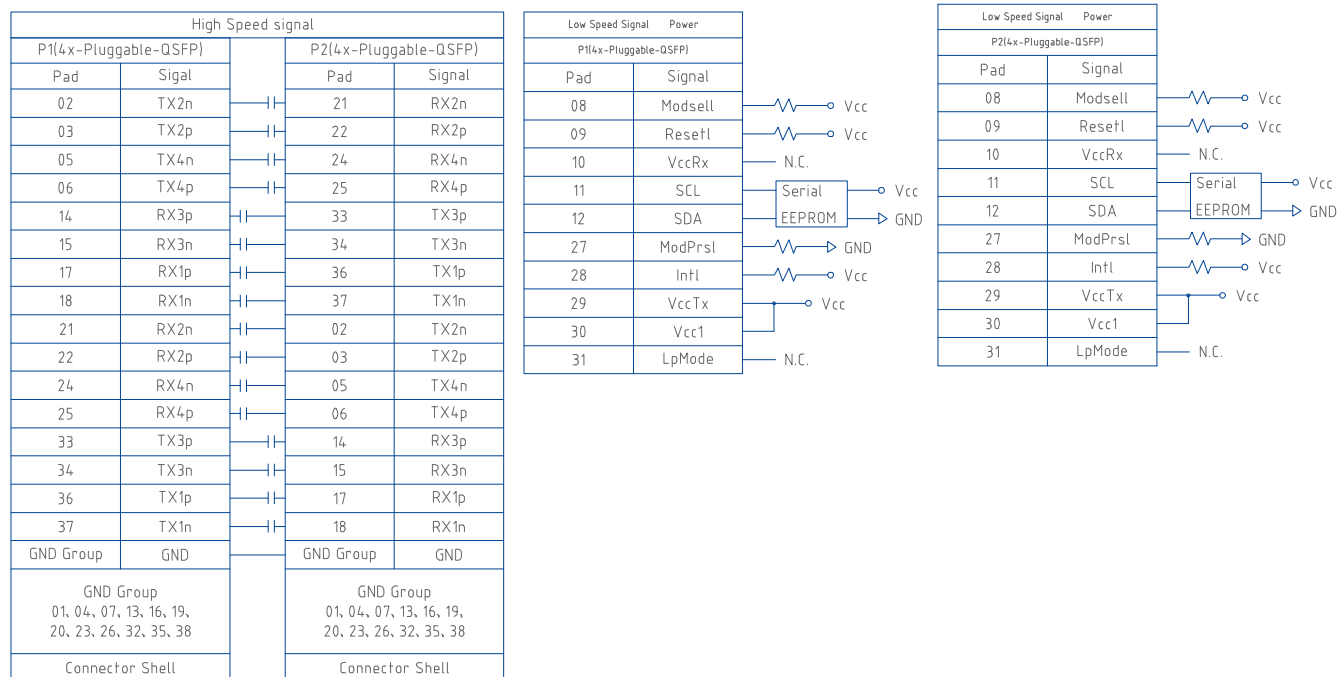 High Speed signal
P1(4x-Pluggable-QSFP) P2(4x-Pluggable-QSFP)
Pad Sigal Pad Signal
02 TX2n 21 RX2n
03 TX2p 22 RX2p
05 TX4n 24 RX4n
06 TX4p 25 RX4p
14 RX3p 33 TX3p
15 RX3n 34 TX3n
17 RX1p 36 TX1p
18 RX1n 37 TX1n
21 RX2n 02 TX2n
22 RX2p 03 TX2p
24 RX4n 05 TX4n
25 RX4p 06 TX4p
33 TX3p 14 RX3p
34 TX3n 15 RX3n
36 TX1p 17 RX1p
37 TX1n 18 RX1n
GND Group GND GND Group GND
GND Group
01、04、07、13、16、19、
20、23、26、32、35、38
GND Group
01、04、07、13、16、19、
20、23、26、32、35、38
Connector Shell Connector Shell
Low Speed Signal Power
P1(4x-Pluggable-QSFP)
Pad Signal
08 Modsell Vcc
09 Resetl Vcc
10 VccRx N.C.
11 SCL Serial Vcc
12 SDA EEPROM GND
27 ModPrsl GND
28 Intl Vcc
29 VccTx Vcc
30 Vcc1
31 LpMode N.C.
Low Speed Signal Power
P2(4x-Pluggable-QSFP)
Pad Signal
08 Modsell Vcc
09 Resetl Vcc
10 VccRx N.C.
11 SCL Serial Vcc
12 SDA EEPROM GND
27 ModPrsl GND
28 Intl Vcc
29 VccTx Vcc
30 Vcc1
31 LpMode N.C.